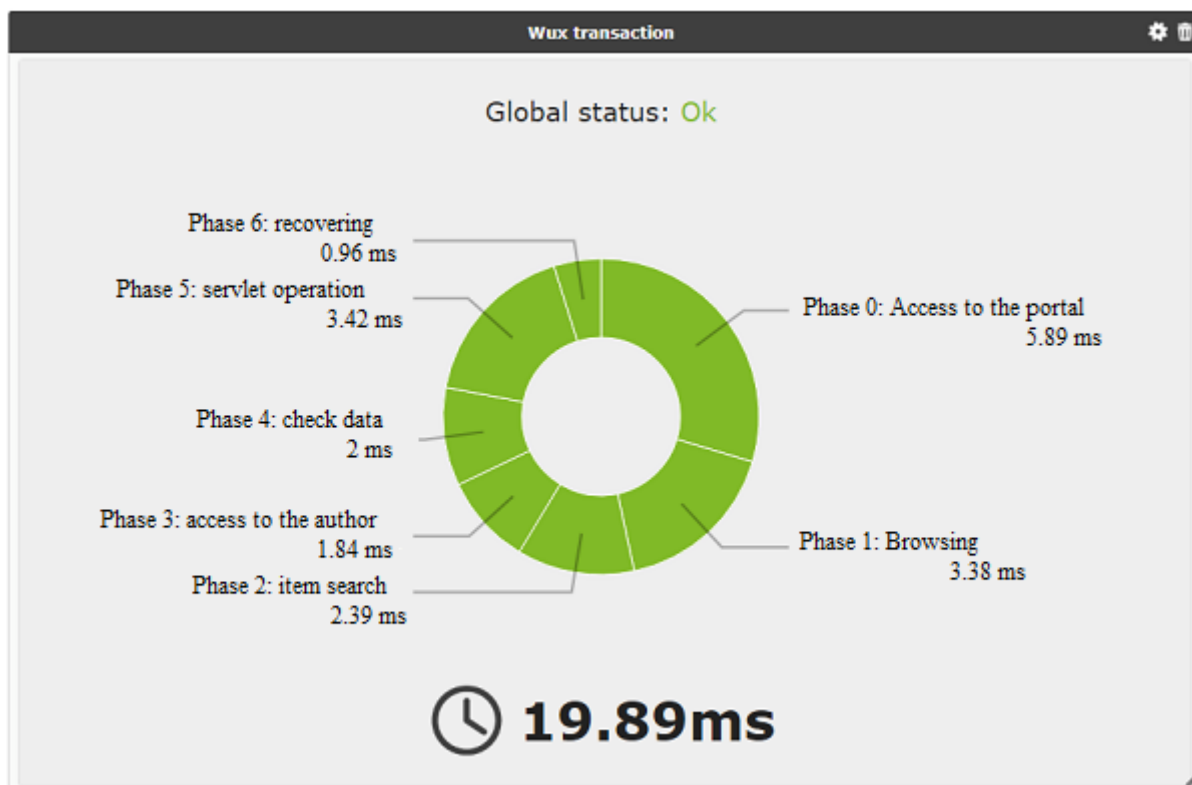 Wux transaction
Global status: Ok
Phase 6: recovering
0.96 ms
Phase 5: servlet operation
3.42 ms
Phase 0: Access to the portal
5.89 ms
Phase 4: check data
2 ms
Phase 3: access to the author
1.84 ms
Phase 1: Browsing
3.38 ms
Phase 2: item search
2.39 ms
19.89ms